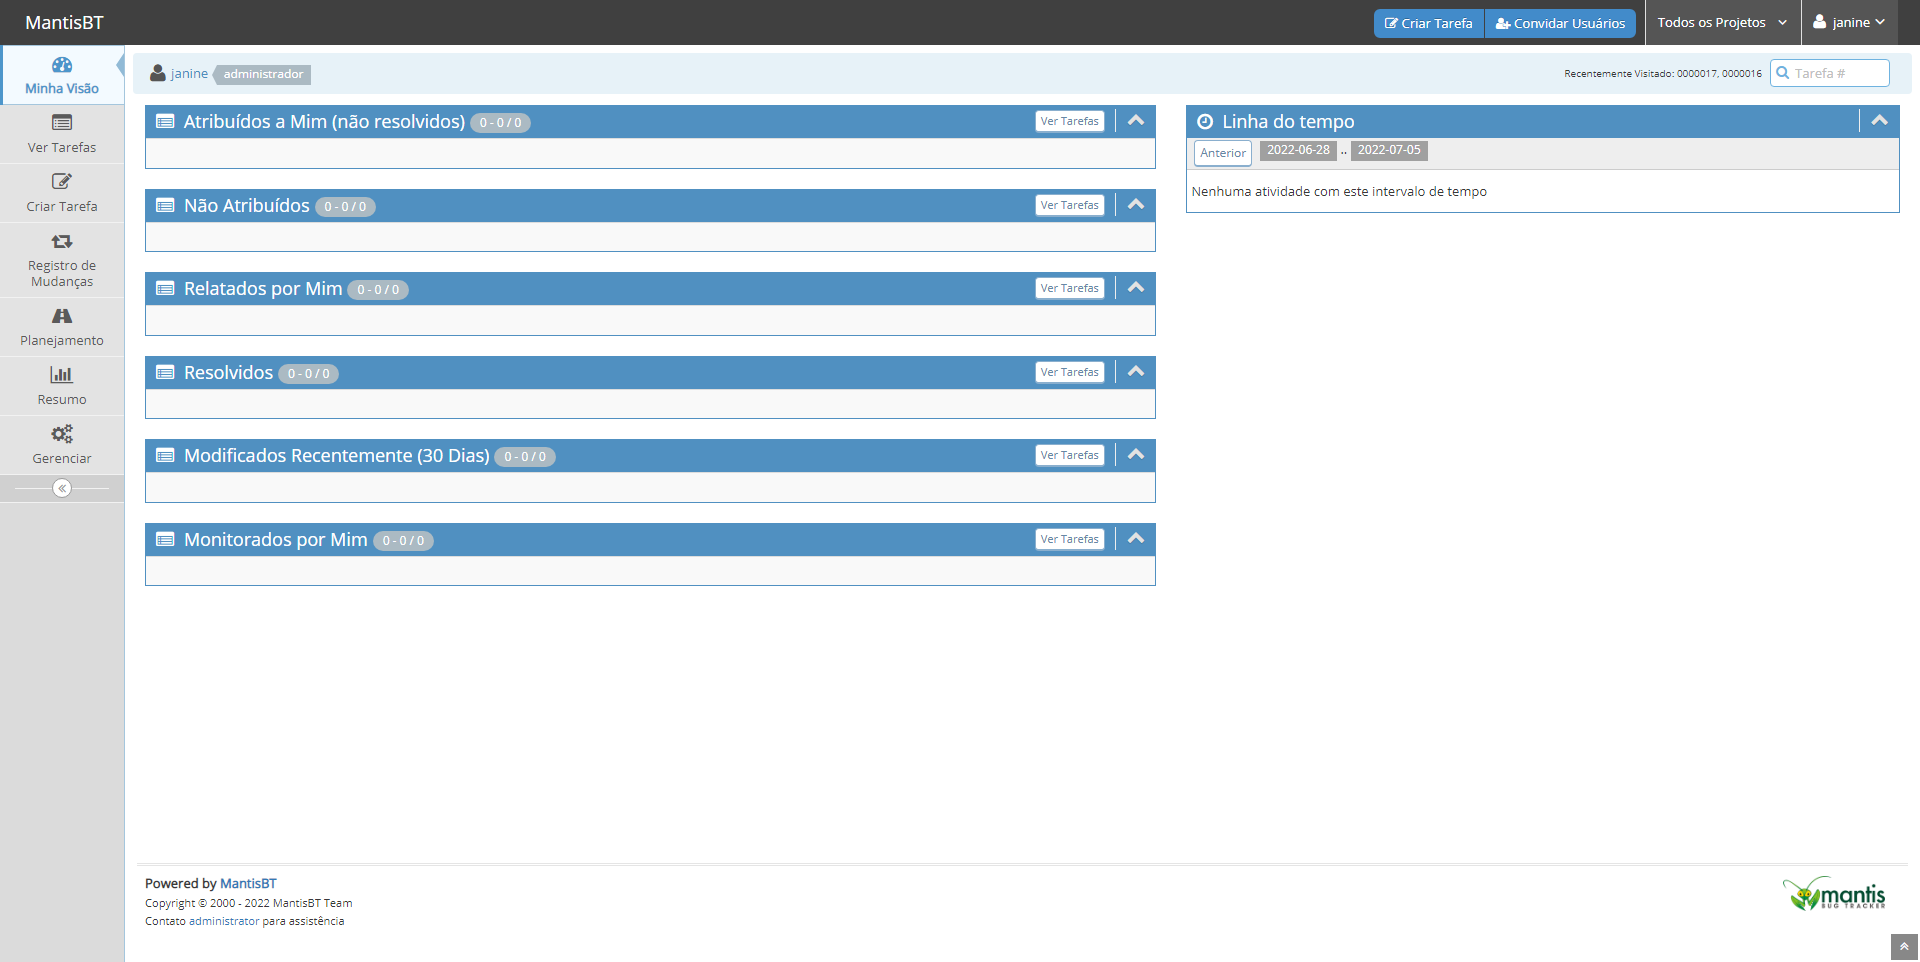 MantisBT
Criar Tarefa
Convidar Usuários
Todos os Projetos
janine
Minha Visão
Ver Tarefas
Criar Tarefa
Registro de
Mudanças
Planejamento
Resumo
Gerenciar
janine
administrador
Recentemente Visitado: 0000017, 0000016
Tarefa #
Atribuídos a Mim (não resolvidos) 0 - 0 / 0
Ver Tarefas
Não Atribuídos 0 - 0 / 0
Ver Tarefas
Relatados por Mim 0 - 0 / 0
Ver Tarefas
Resolvidos 0 - 0 / 0
Ver Tarefas
Modificados Recentemente (30 Dias) 0 - 0 / 0
Ver Tarefas
Monitorados por Mim 0 - 0 / 0
Ver Tarefas
Linha do tempo
Anterior 2022-06-28 .. 2022-07-05
Nenhuma atividade com este intervalo de tempo
Powered by MantisBT
Copyright © 2000 - 2022 MantisBT Team
Contato administrator para assistência
mantis
BUG TRACKER